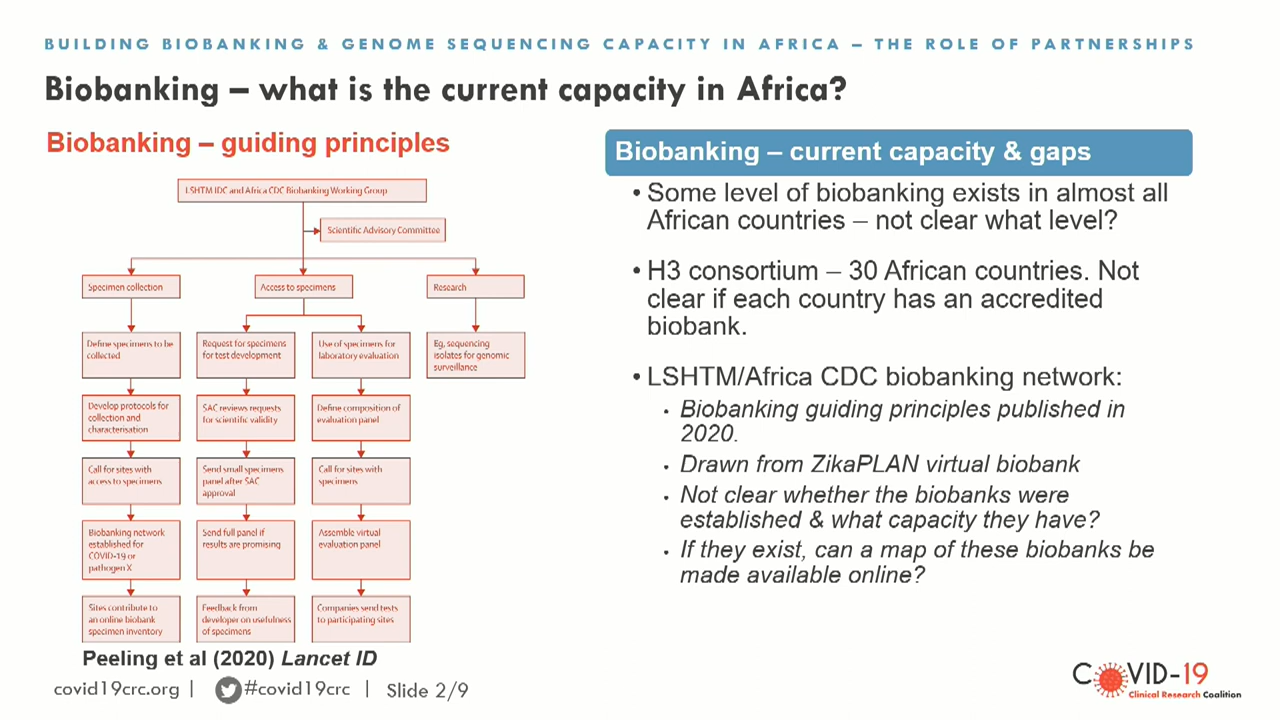 BUILDING BIOBANKING & GENOME SEQUENCING CAPACITY IN AFRICA – THE ROLE OF PARTNERSHIPS
Biobanking – what is the current capacity in Africa?
Biobanking – guiding principles
LSHTM IDC and Africa CDC Biobanking Working Group
Scientific Advisory Committee
Specimen collection
Access to specimens
Research
Define specimens to be
collected
Request for specimens
for test development
Use of specimens for
laboratory evaluation
Eg, sequencing
isolates for genomic
surveillance
Develop protocols for
collection and
characterisation
SAC reviews requests
for scientific validity
Define composition of
evaluation panel
Call for sites with
access to specimens
Send small specimens
panel after SAC
approval
Call for sites with
specimens
Biobanking network
established for
COVID-19 or
pathogen X
Send full panel if
results are promising
Assemble virtual
evaluation panel
Sites contribute to
an online biobank
specimen inventory
Feedback from
developer on usefulness
of specimens
Companies send tests
to participating sites
Peeling et al (2020) Lancet ID
Biobanking – current capacity & gaps
• Some level of biobanking exists in almost all
African countries – not clear what level?
• H3 consortium – 30 African countries. Not
clear if each country has an accredited
biobank.
• LSHTM/Africa CDC biobanking network:
• Biobanking guiding principles published in
2020.
• Drawn from ZikaPLAN virtual biobank
• Not clear whether the biobanks were
established & what capacity they have?
• If they exist, can a map of these biobanks be
made available online?
covid19crc.org | #covid19crc | Slide 2/9
COVID-19
Clinical Research Coalition